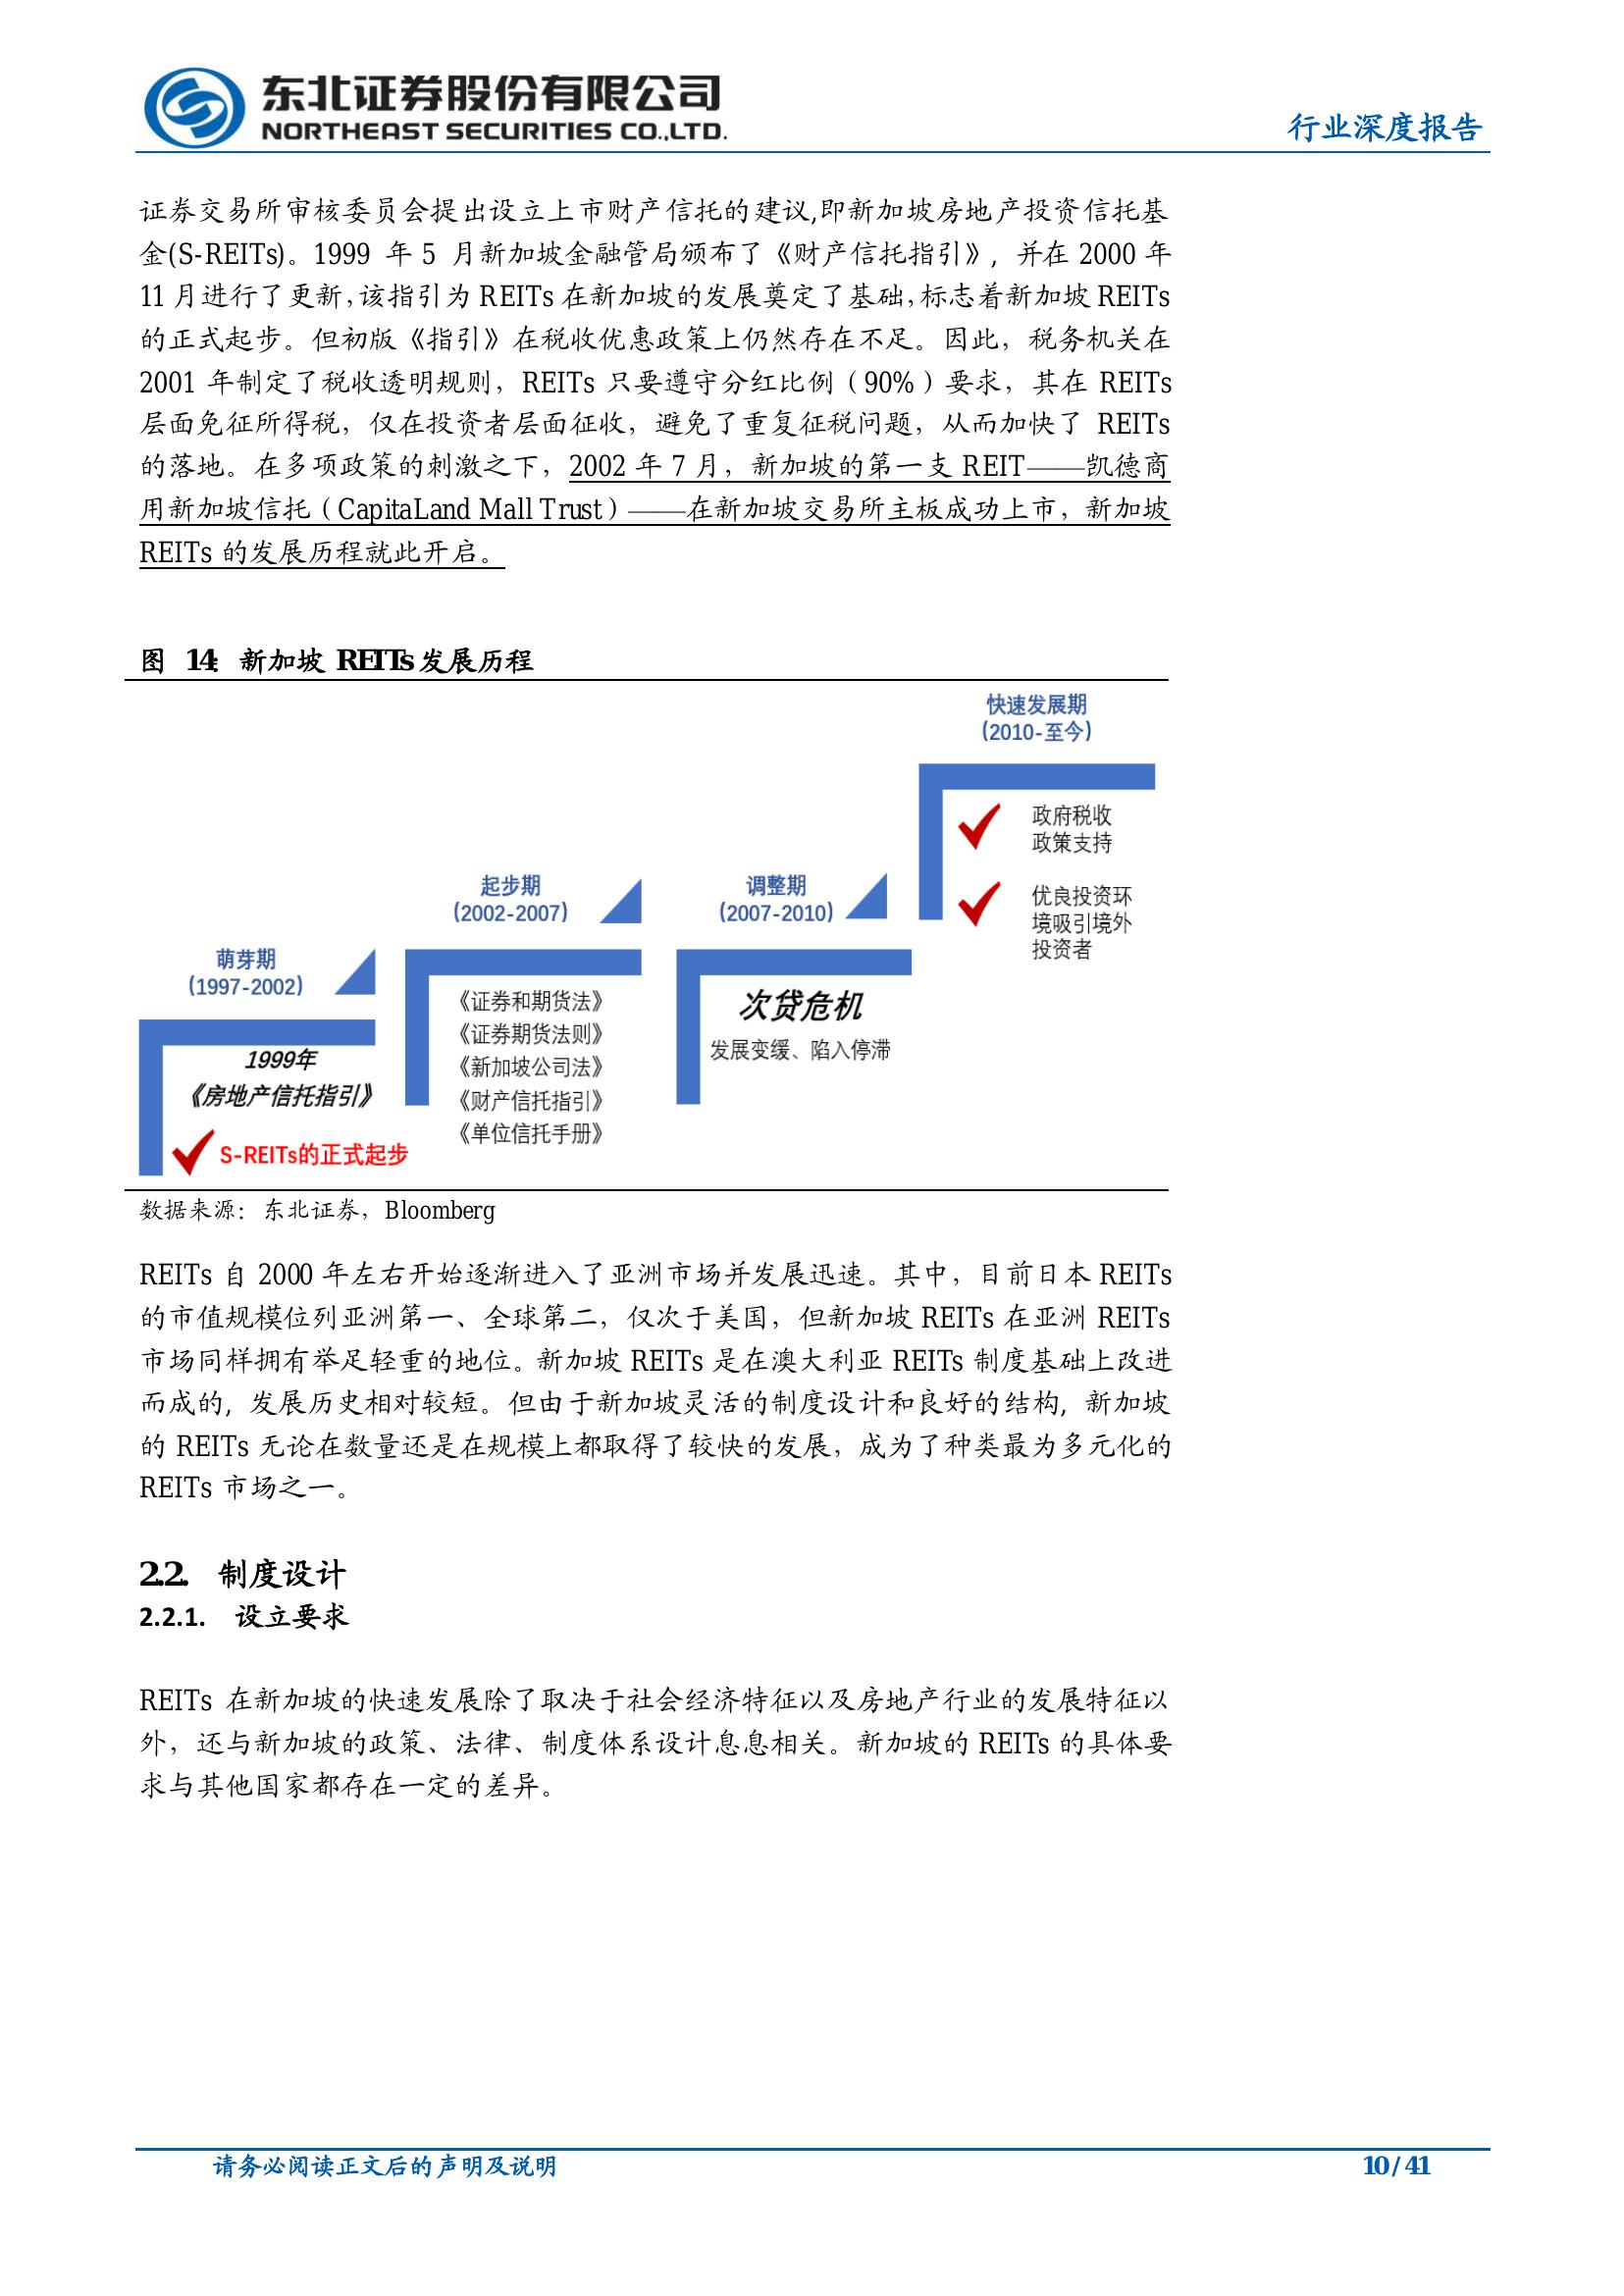 东北证券股份有限公司
NORTHEAST SECURITIES CO.,LTD.
行业深度报告
证券交易所审核委员会提出设立上市财产信托的建议,即新加坡房地产投资信托基
金(S-REITs)。1999 年 5 月新加坡金融管局颁布了《财产信托指引》, 并在 2000 年
11 月进行了更新,该指引为 REITs 在新加坡的发展奠定了基础,标志着新加坡 REITs
的正式起步。但初版《指引》在税收优惠政策上仍然存在不足。因此，税务机关在
2001 年制定了税收透明规则，REITs 只要遵守分红比例（90%）要求，其在 REITs
层面免征所得税，仅在投资者层面征收，避免了重复征税问题，从而加快了 REITs
的落地。在多项政策的刺激之下，2002 年 7 月，新加坡的第一支 REIT——凯德商
用新加坡信托（CapitaLand Mall Trust）——在新加坡交易所主板成功上市，新加坡
REITs 的发展历程就此开启。
图 14: 新加坡 REITs 发展历程
快速发展期
(2010-至今)
政府税收
政策支持
优良投资环
境吸引境外
投资者
起步期
(2002-2007)
调整期
(2007-2010)
萌芽期
(1997-2002)
《证券和期货法》
《证券期货法则》
《新加坡公司法》
《财产信托指引》
《单位信托手册》
次贷危机
发展变缓、陷入停滞
1999年
《房地产信托指引》
S-REITs的正式起步
数据来源：东北证券，Bloomberg
REITs 自 2000 年左右开始逐渐进入了亚洲市场并发展迅速。其中，目前日本 REITs
的市值规模位列亚洲第一、全球第二，仅次于美国，但新加坡 REITs 在亚洲 REITs
市场同样拥有举足轻重的地位。新加坡 REITs 是在澳大利亚 REITs 制度基础上改进
而成的, 发展历史相对较短。但由于新加坡灵活的制度设计和良好的结构, 新加坡
的 REITs 无论在数量还是在规模上都取得了较快的发展，成为了种类最为多元化的
REITs 市场之一。
2.2. 制度设计
2.2.1. 设立要求
REITs 在新加坡的快速发展除了取决于社会经济特征以及房地产行业的发展特征以
外，还与新加坡的政策、法律、制度体系设计息息相关。新加坡的 REITs 的具体要
求与其他国家都存在一定的差异。
请务必阅读正文后的声明及说明
10 / 41